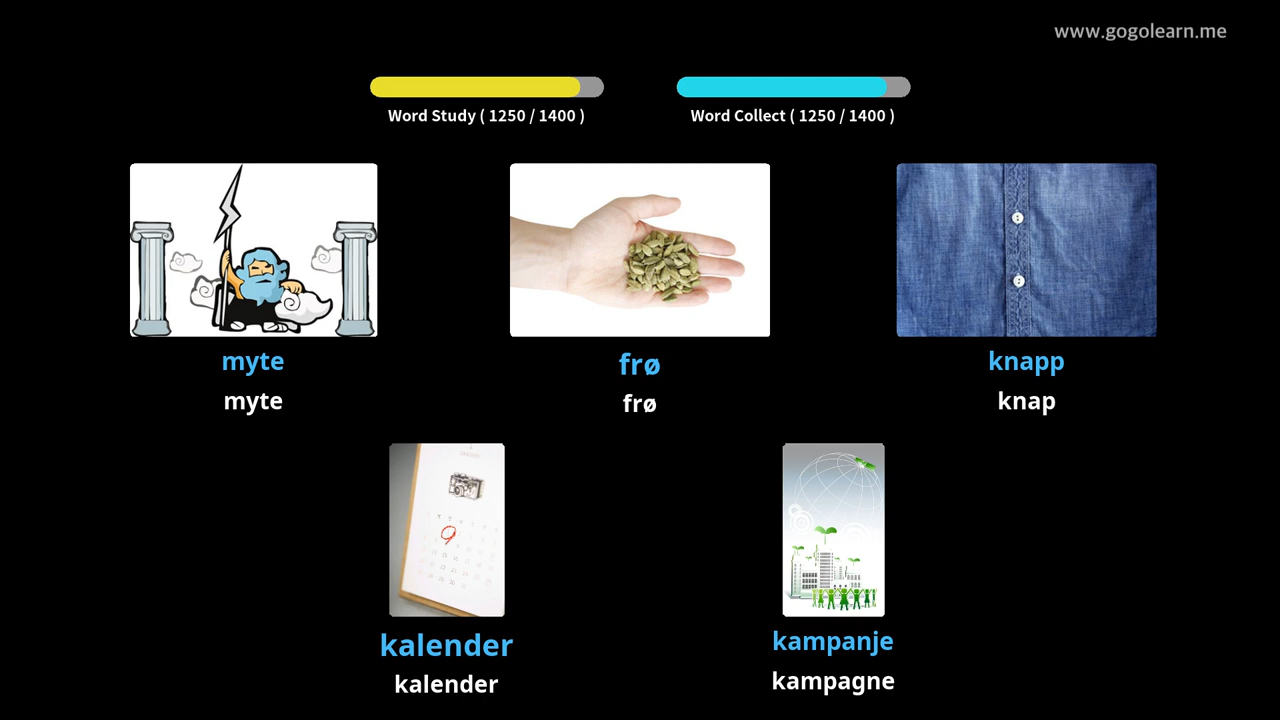 www.gogolearn.me
Word Study ( 1250 / 1400 )
Word Collect ( 1250 / 1400 )
myte
myte
frø
frø
knapp
knap
kalender
kalender
kampanje
kampagne